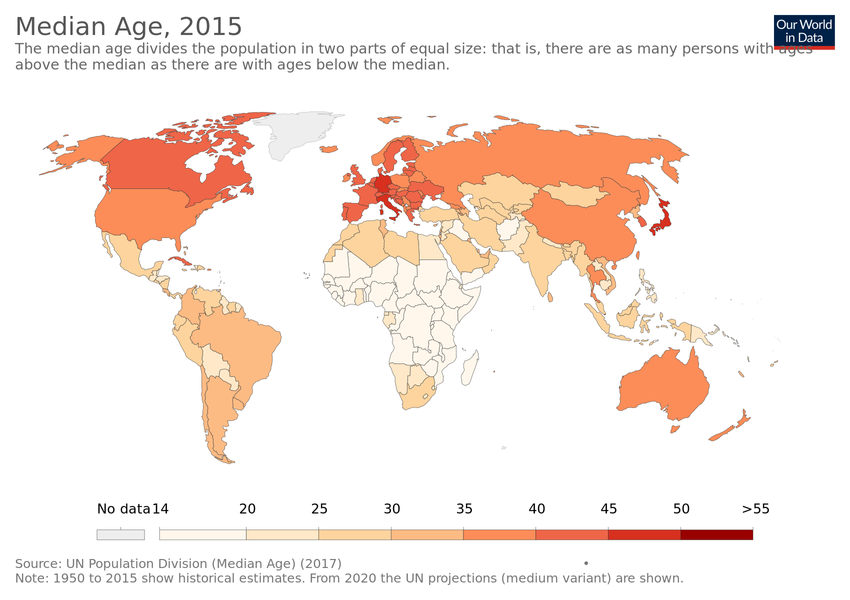 Median Age, 2015
Our World
in Data
The median age divides the population in two parts of equal size: that is, there are as many persons with ages
above the median as there are with ages below the median.
No data 14 20 25 30 35 40 45 50 >55
Source: UN Population Division (Median Age) (2017)
Note: 1950 to 2015 show historical estimates. From 2020 the UN projections (medium variant) are shown.